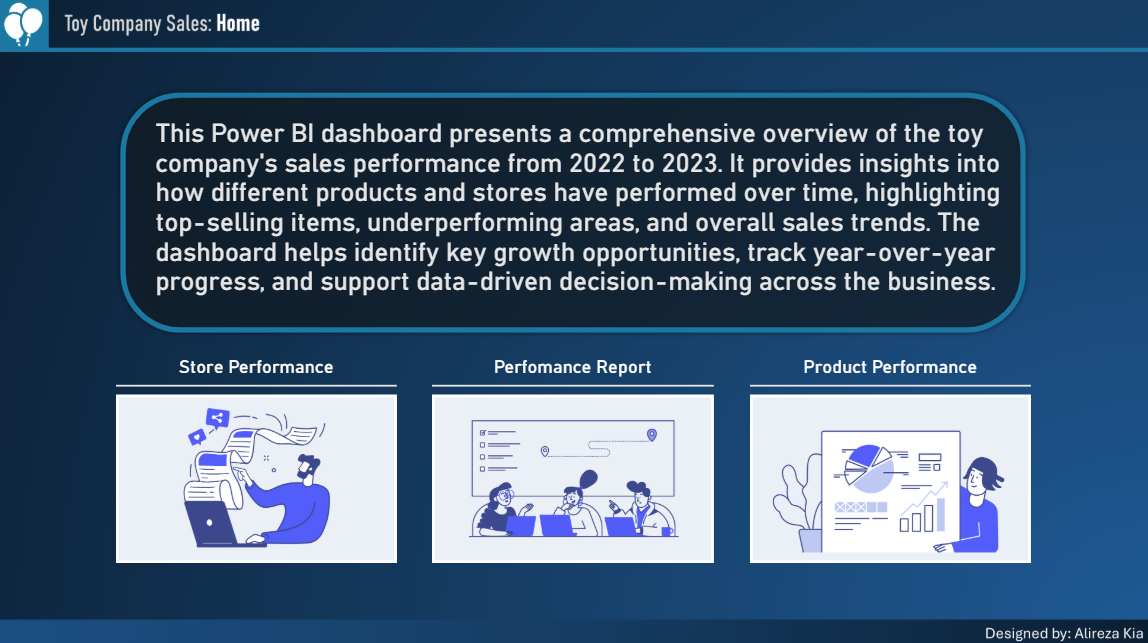 Toy Company Sales: Home
This Power BI dashboard presents a comprehensive overview of the toy
company's sales performance from 2022 to 2023. It provides insights into
how different products and stores have performed over time, highlighting
top-selling items, underperforming areas, and overall sales trends. The
dashboard helps identify key growth opportunities, track year-over-year
progress, and support data-driven decision-making across the business.
Store Performance
Perfomance Report
Product Performance
Designed by: Alireza Kia